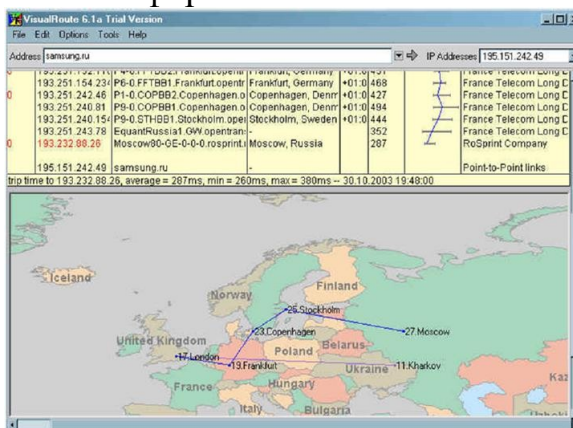 VisualRoute 6.1a Trial Version
File Edit Options Tools Help
Address samsung.ru IP Addresses 195.151.242.49
193.251.154.234 P6-0.FFTBB1.Frankfurt.opentr Frankfurt, Germany +01:0 468 France Telecom Long D
0 193.251.242.46 P1-0.COPBB2.Copenhagen.o Copenhagen, Denm +01:0 427 France Telecom Long D
193.251.240.81 P9-0.COPBB1.Copenhagen.o Copenhagen, Denm +01:0 494 France Telecom Long D
193.251.240.154 P9-0.STHBB1.Stockholm.open Stockholm, Sweden +01:0 444 France Telecom Long D
193.251.243.78 EquantRussia1.GW.opentran - 352 France Telecom Long D
0 193.232.88.26 Moscow90-GE-0-0-0.rosprint.r Moscow, Russia 287 RoSprint Company
195.151.242.49 samsung.ru - Point-to-Point links
trip time to 193.232.88.26, average = 287ms, min = 260ms, max = 380ms -- 30.10.2003 19:48:00
Iceland
Finland
Norway
25.Stockholm
23.Copenhagen
27.Moscow
United Kingdom
Belarus
17.London
Poland
19.Frankfurt
11.Kharkov
Ukraine
Kaz
France
Hungary
Italy
Bulgaria